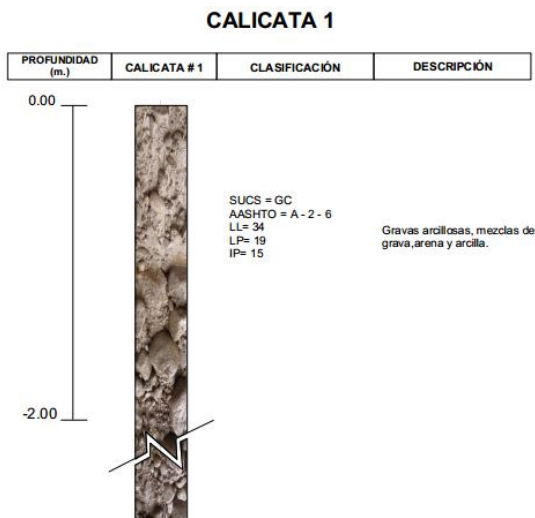 CALICATA 1
PROFUNDIDAD
(m.)
CALICATA # 1
CLASIFICACIÓN
DESCRIPCIÓN
0.00
SUCS = GC
AASHTO = A - 2 - 6
LL= 34
LP= 19
IP= 15
Gravas arcillosas, mezclas de
grava,arena y arcilla.
-2.00